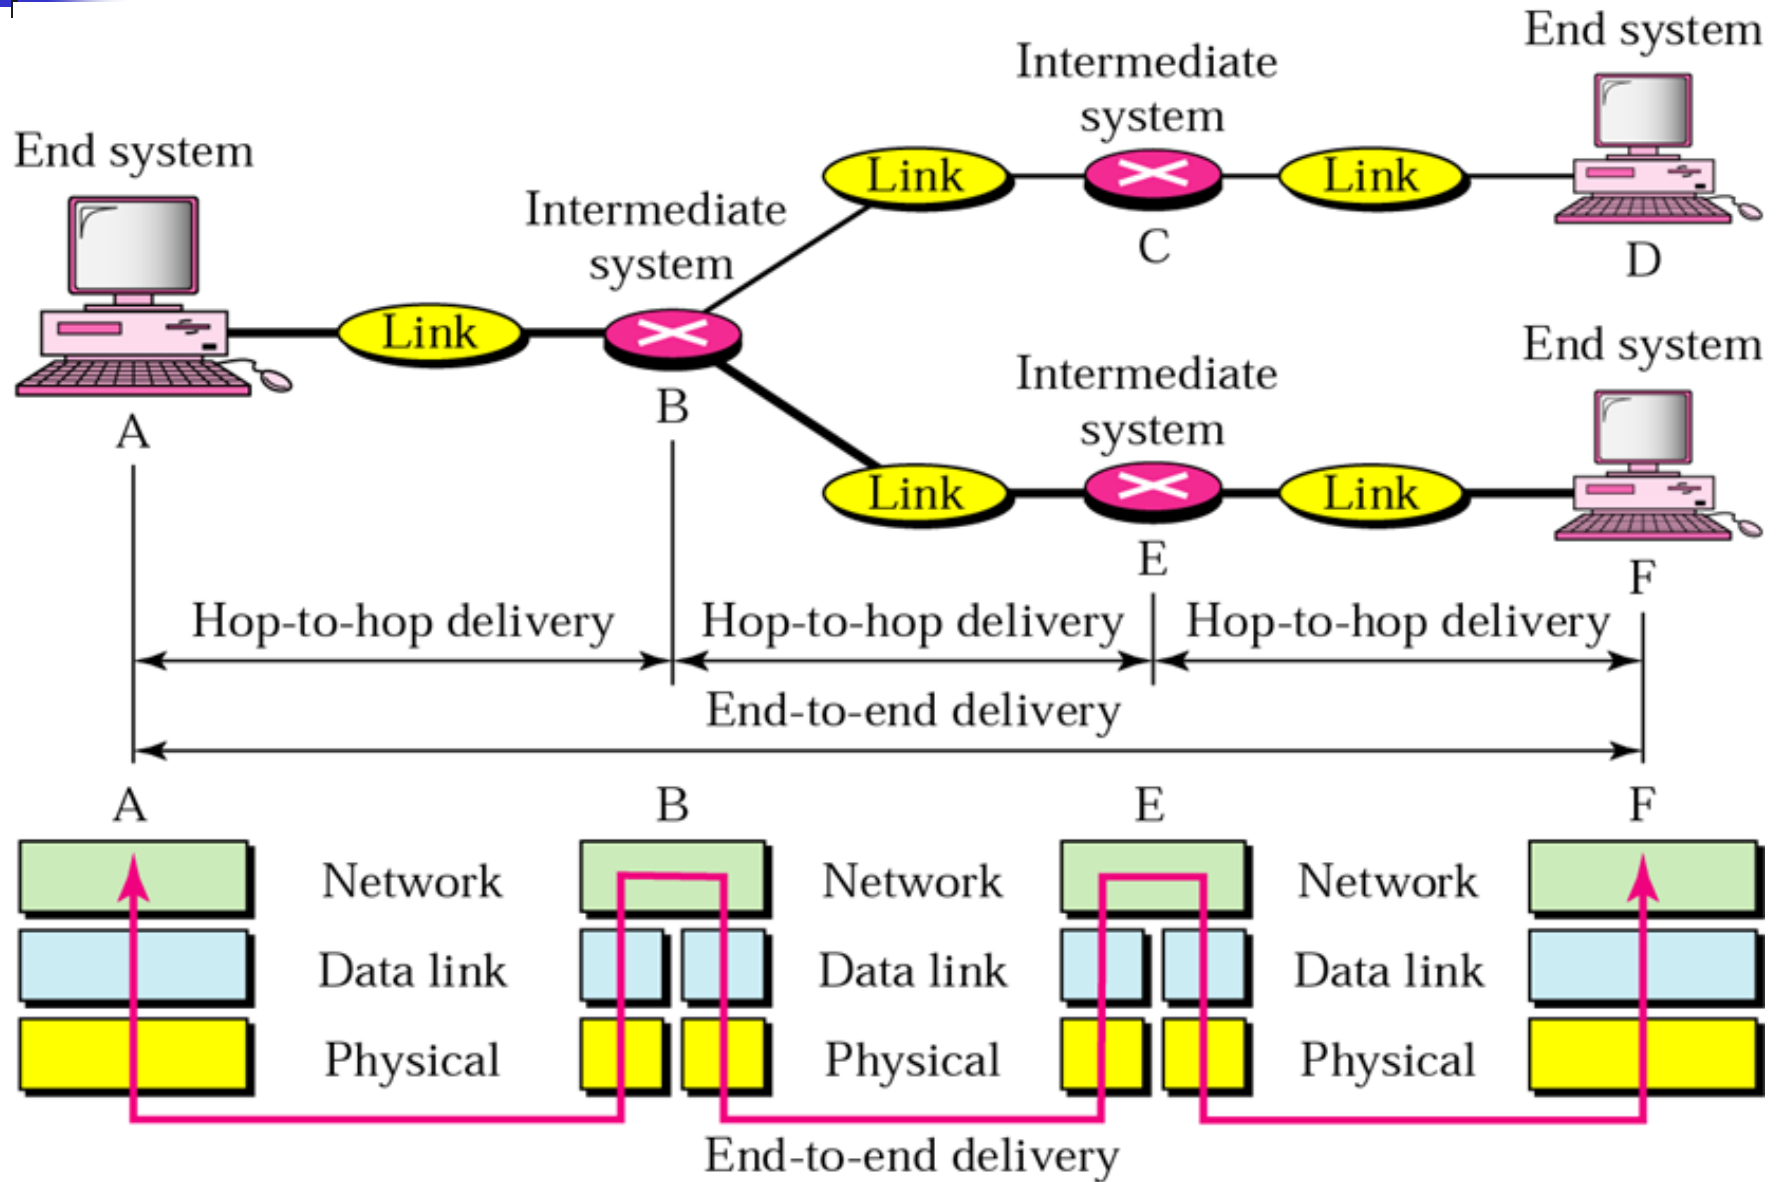 End system
Intermediate
system
End system
Intermediate
system
Link
Link
C
D
Link
B
A
End system
Intermediate
system
Link
Link
E
F
Hop-to-hop delivery
Hop-to-hop delivery
Hop-to-hop delivery
End-to-end delivery
A
B
E
F
Network
Network
Network
Data link
Data link
Data link
Physical
Physical
Physical
End-to-end delivery